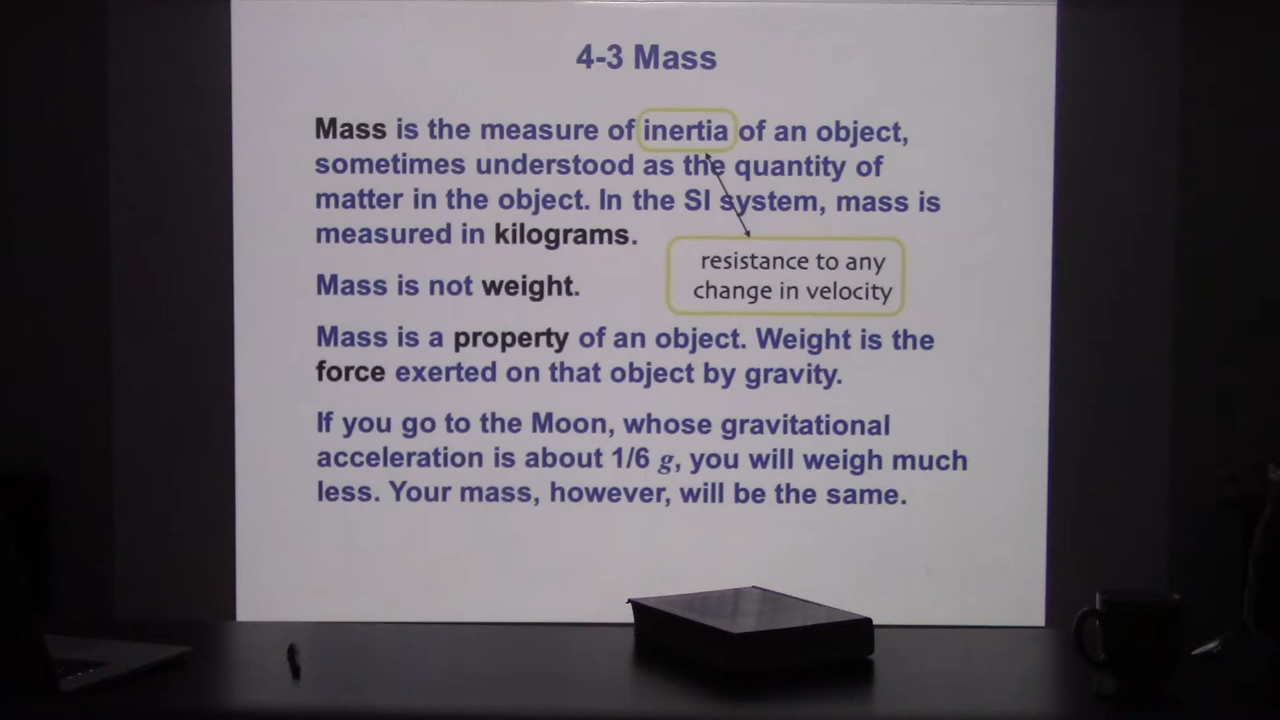 4-3 Mass
Mass is the measure of inertia of an object,
sometimes understood as the quantity of
matter in the object. In the SI system, mass is
measured in kilograms.
resistance to any
change in velocity
Mass is not weight.
Mass is a property of an object. Weight is the
force exerted on that object by gravity.
If you go to the Moon, whose gravitational
acceleration is about 1/6 g, you will weigh much
less. Your mass, however, will be the same.